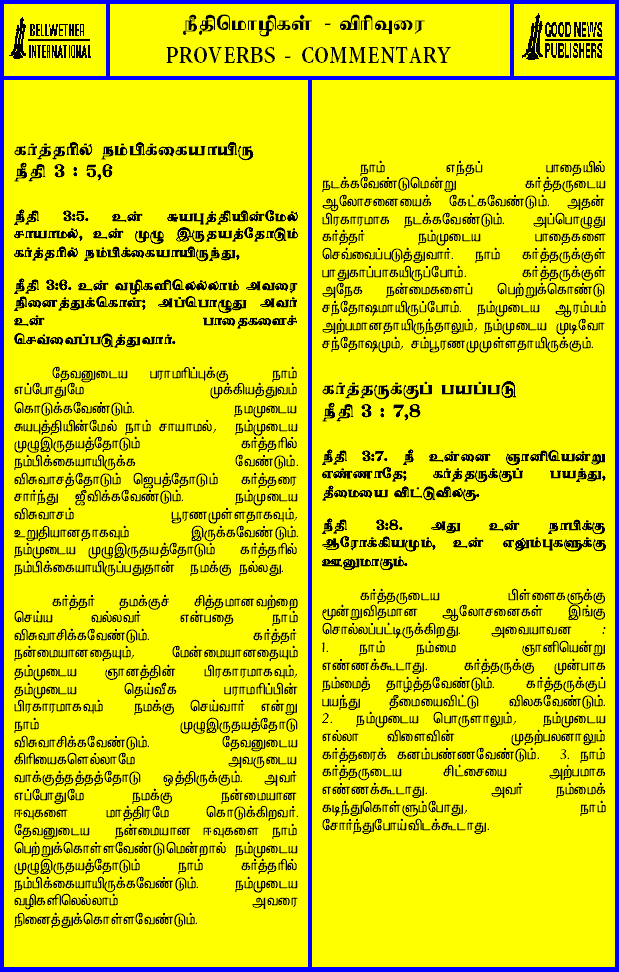 BELLWETHER
INTERNATIONAL
நீதிமொழிகள் - விரிவுரை
PROVERBS - COMMENTARY
GOOD NEWS
PUBLISHERS
கர்த்தரில் நம்பிக்கையாயிரு
நீதி 3 : 5,6
நீதி 3:5. உன் சுயபுத்தியின்மேல்
சாயாமல், உன் முழு இருதயத்தோடும்
கர்த்தரில் நம்பிக்கையாயிருந்து,
நீதி 3:6. உன் வழிகளிலெல்லாம் அவரை
நினைத்துக்கொள்; அப்பொழுது அவர்
உன் பாதைகளைச்
செவ்வைப்படுத்துவார்.
தேவனுடைய பராமரிப்புக்கு நாம்
எப்போதுமே முக்கியத்துவம்
கொடுக்கவேண்டும். நமமுடைய
சுயபுத்தியின்மேல் நாம் சாயாமல், நம்முடைய
முழுஇருதயத்தோடும் கர்த்தரில்
நம்பிக்கையாயிருக்க வேண்டும்.
விசுவாசத்தோடும் ஜெபத்தோடும் கர்த்தரை
சார்ந்து ஜீவிக்கவேண்டும். நம்முடைய
விசுவாசம் பூரணமுள்ளதாகவும்,
உறுதியானதாகவும் இருக்கவேண்டும்.
நம்முடைய முழுஇருதயத்தோடும் கர்த்தரில்
நம்பிக்கையாயிருப்பதுதான் நமக்கு நல்லது.
கர்த்தர் தமக்குச் சித்தமானவற்றை
செய்ய வல்லவர் என்பதை நாம்
விசுவாசிக்கவேண்டும். கர்த்தர்
நன்மையானதையும், மேன்மையானதையும்
தம்முடைய ஞானத்தின் பிரகாரமாகவும்,
தம்முடைய தெய்வீக பராமரிப்பின்
பிரகாரமாகவும் நமக்கு செய்வார் என்று
நாம் முழுஇருதயத்தோடு
விசுவாசிக்கவேண்டும். தேவனுடைய
கிரியைகளெல்லாமே அவருடைய
வாக்குத்தத்தத்தோடு ஒத்திருக்கும். அவர்
எப்போதுமே நமக்கு நன்மையான
ஈவுகளை மாத்திரமே கொடுக்கிறவர்.
தேவனுடைய நன்மையான ஈவுகளை நாம்
பெற்றுக்கொள்ளவேண்டுமென்றால் நம்முடைய
முழுஇருதயத்தோடும் நாம் கர்த்தரில்
நம்பிக்கையாயிருக்கவேண்டும். நம்முடைய
வழிகளிலெல்லாம் அவரை
நினைத்துக்கொள்ளவேண்டும்.
நாம் எந்தப் பாதையில்
நடக்கவேண்டுமென்று கர்த்தருடைய
ஆலோசனையைக் கேட்கவேண்டும். அதன்
பிரகாரமாக நடக்கவேண்டும். அப்பொழுது
கர்த்தர் நம்முடைய பாதைகளை
செவ்வைப்படுத்துவார். நாம் கர்த்தருக்குள்
பாதுகாப்பாகயிருப்போம். கர்த்தருக்குள்
அநேக நன்மைகளைப் பெற்றுக்கொண்டு
சந்தோஷமாயிருப்போம். நம்முடைய ஆரம்பம்
அற்பமானதாயிருந்தாலும், நம்முடைய முடிவோ
சந்தோஷமும், சம்பூரணமுமுள்ளதாயிருக்கும்.
கர்த்தருக்குப் பயப்படு
நீதி 3 : 7,8
நீதி 3:7. நீ உன்னை ஞானியென்று
எண்ணாதே; கர்த்தருக்குப் பயந்து,
தீமையை விட்டுவிலகு.
நீதி 3:8. அது உன் நாபிக்கு
ஆரோக்கியமும், உன் எலும்புகளுக்கு
ஊனுமாகும்.
கர்த்தருடைய பிள்ளைகளுக்கு
மூன்றுவிதமான ஆலோசனைகள் இங்கு
சொல்லப்பட்டிருக்கிறது. அவையாவன :
1. நாம் நம்மை ஞானியென்று
எண்ணக்கூடாது. கர்த்தருக்கு முன்பாக
நம்மைத் தாழ்த்தவேண்டும். கர்த்தருக்குப்
பயந்து தீமையைவிட்டு விலகவேண்டும்.
2. நம்முடைய பொருளாலும், நம்முடைய
எல்லா விளைவின் முதற்பலனாலும்
கர்த்தரைக் கனம்பண்ணவேண்டும். 3. நாம்
கர்த்தருடைய சிட்சையை அற்பமாக
எண்ணக்கூடாது. அவர் நம்மைக்
கடிந்துகொள்ளும்போது, நாம்
சோர்ந்துபோய்விடக்கூடாது.